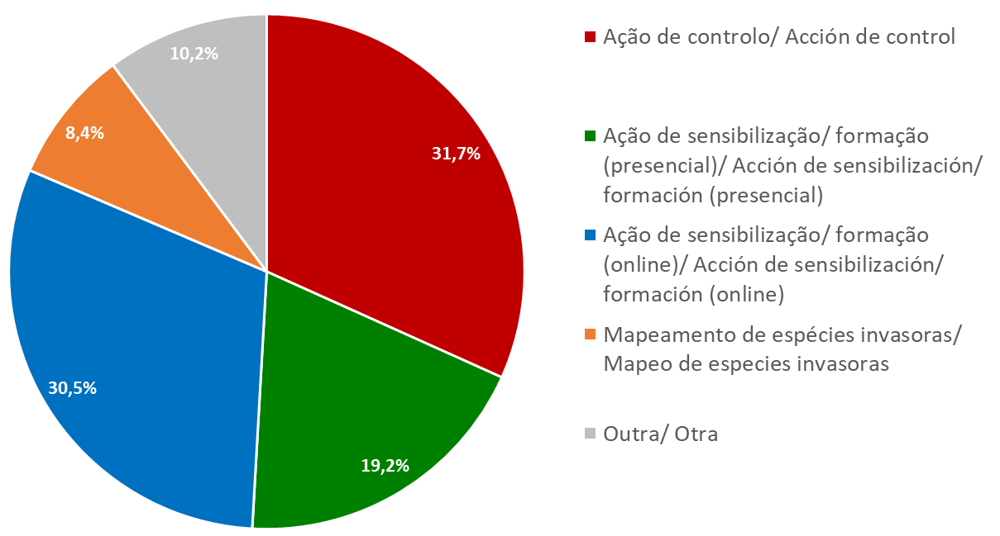 10,2%
8,4%
31,7%
30,5%
19,2%
Ação de controlo/ Acción de control
Ação de sensibilização/ formação
(presencial)/ Acción de sensibilización/
formación (presencial)
Ação de sensibilização/ formação
(online)/ Acción de sensibilización/
formación (online)
Mapeamento de espécies invasoras/
Mapeo de especies invasoras
Outra/ Otra